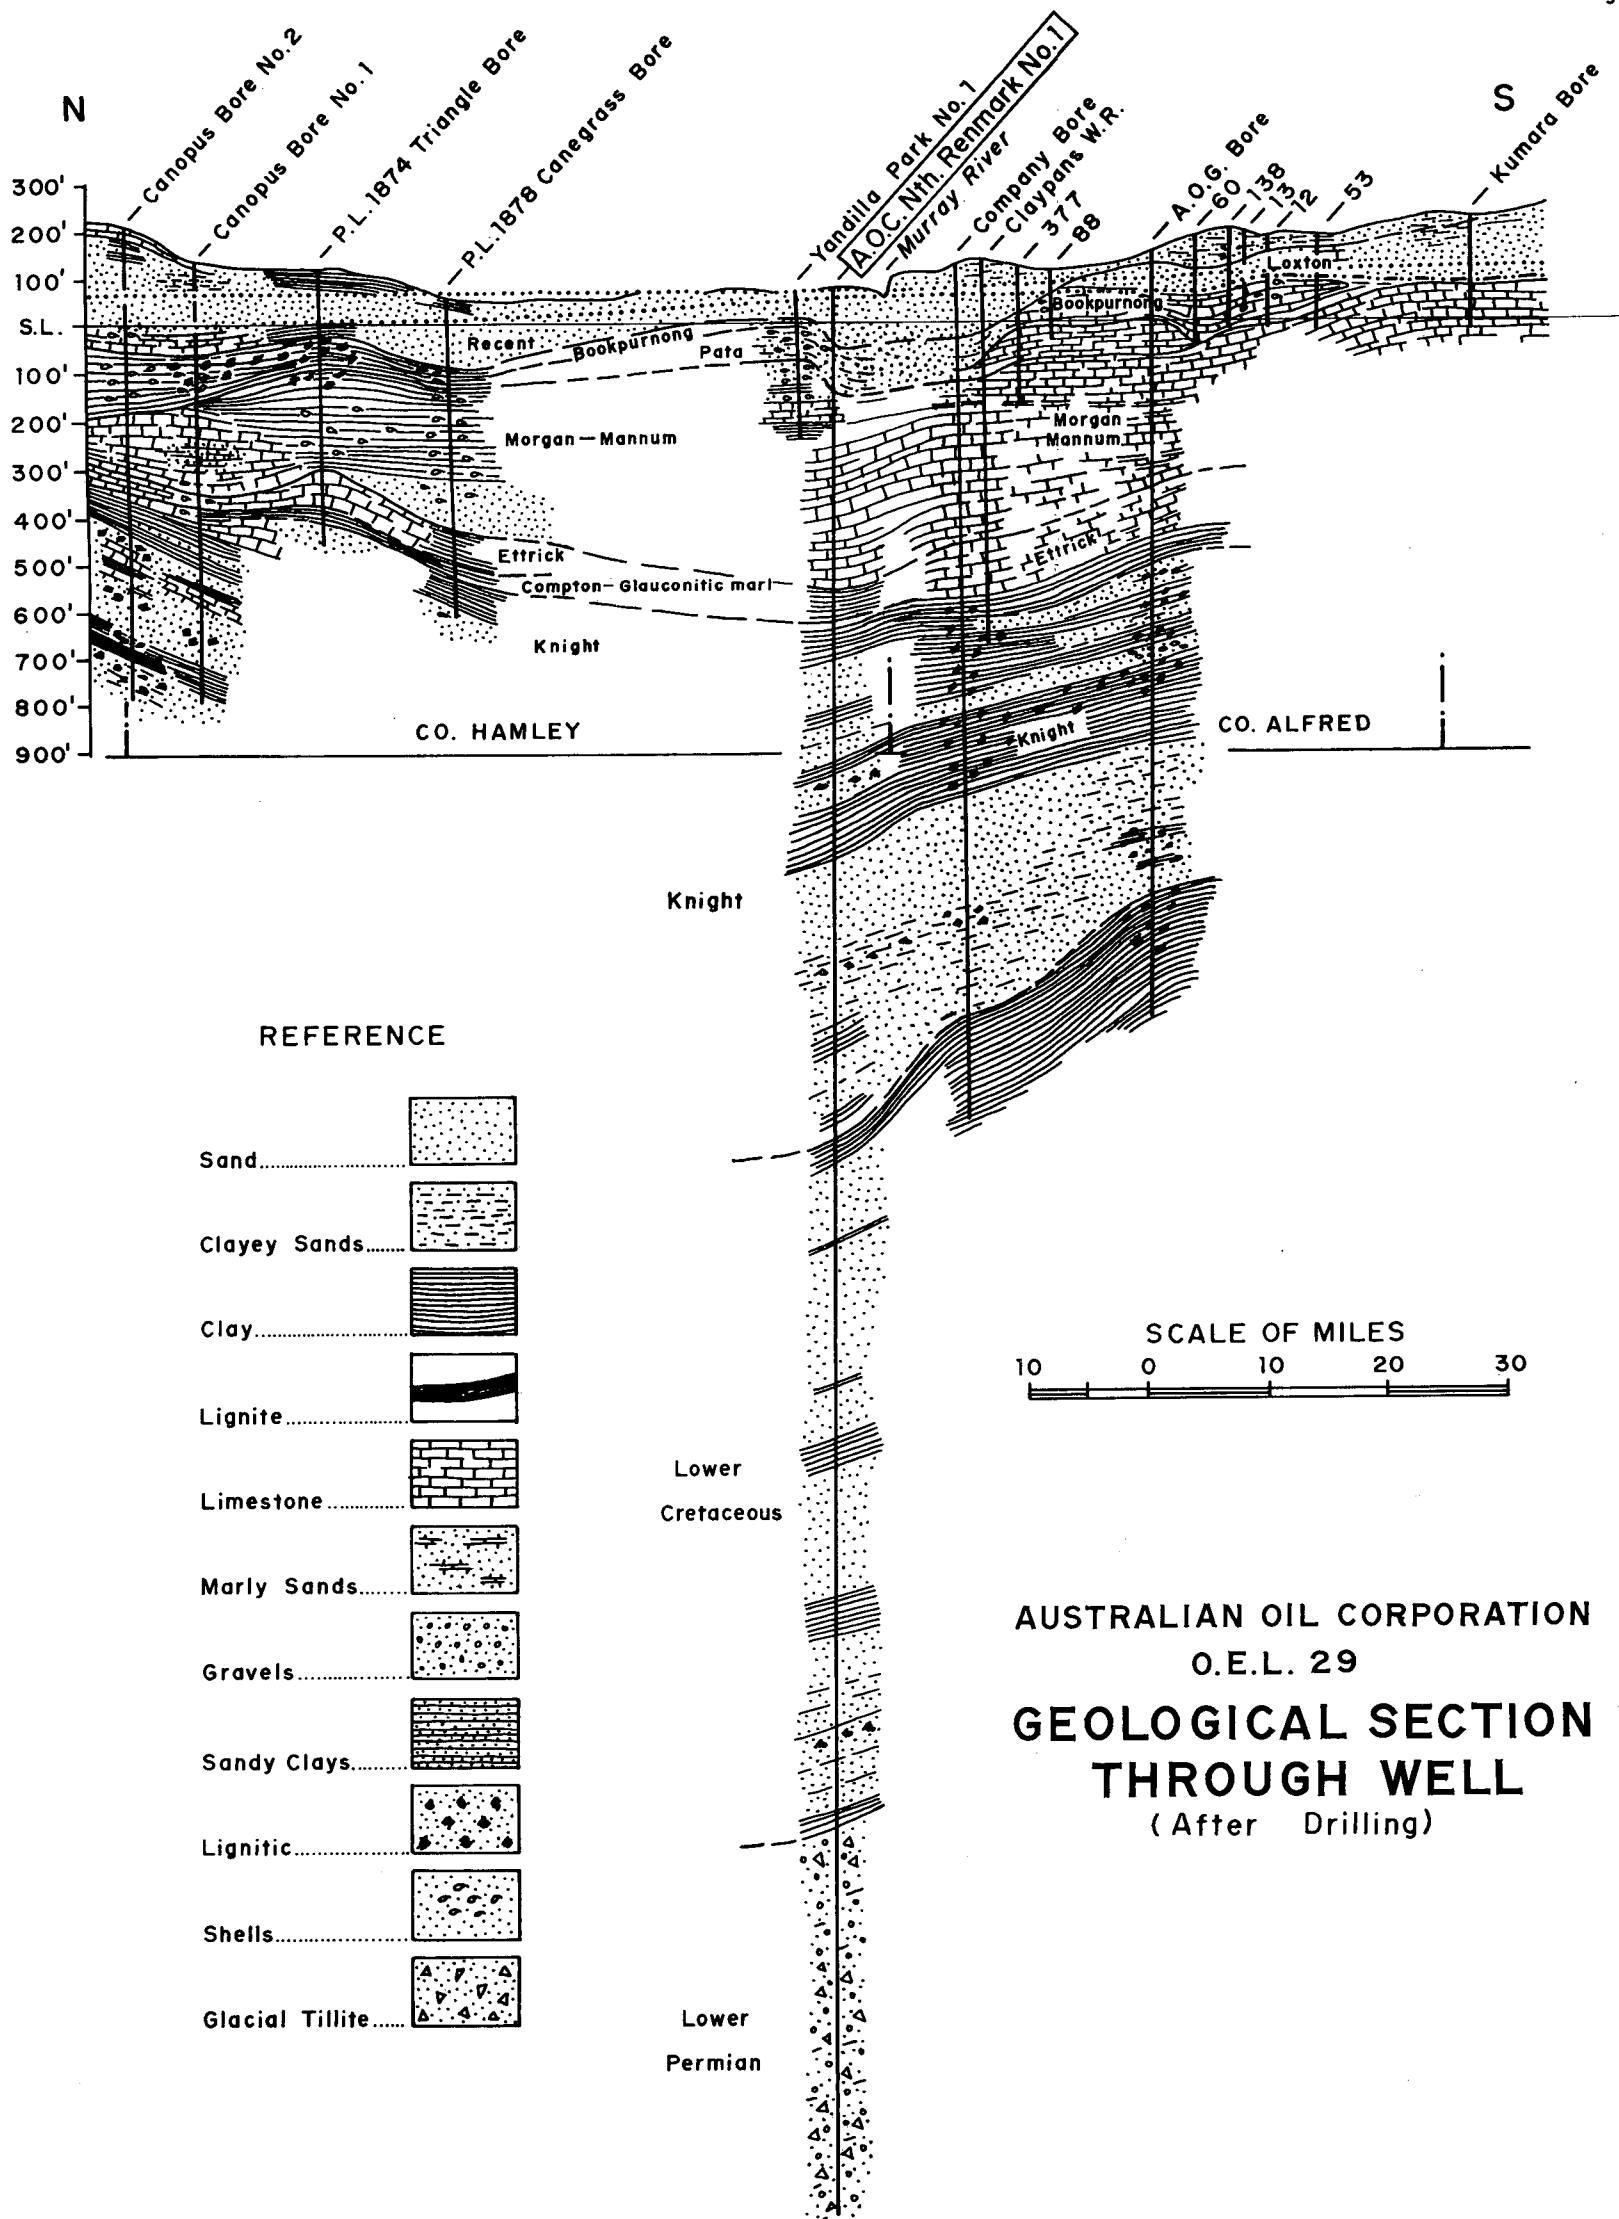 N
S
Canopus Bore No. 2
Canopus Bore No. 1
P.L. 1874 Triangle Bore
P.L. 1878 Canegrass Bore
Yandilla Park No. 1
A.O.C. Nth. Renmark No. 1
Murray River
Company Bore
Claypans W.R.
377
88
A.O.G. Bore
60
138
13
12
53
Kumara Bore
300'
200'
100'
S.L.
100'
200'
300'
400'
500'
600'
700'
800'
900'
Loxton
Bookpurnong
Recent
Bookpurnong
Pata
Morgan—Mannum
Morgan
Mannum
Ettrick
Ettrick
Compton—Glauconitic marl
Knight
Knight
CO. HAMLEY
CO. ALFRED
Knight
REFERENCE
Sand
Clayey Sands
Clay
Lignite
Limestone
Marly Sands
Gravels
Sandy Clays
Lignitic
Shells
Glacial Tillite
Lower
Cretaceous
Lower
Permian
SCALE OF MILES
10 0 10 20 30
AUSTRALIAN OIL CORPORATION
O.E.L. 29
GEOLOGICAL SECTION
THROUGH WELL
(After Drilling)